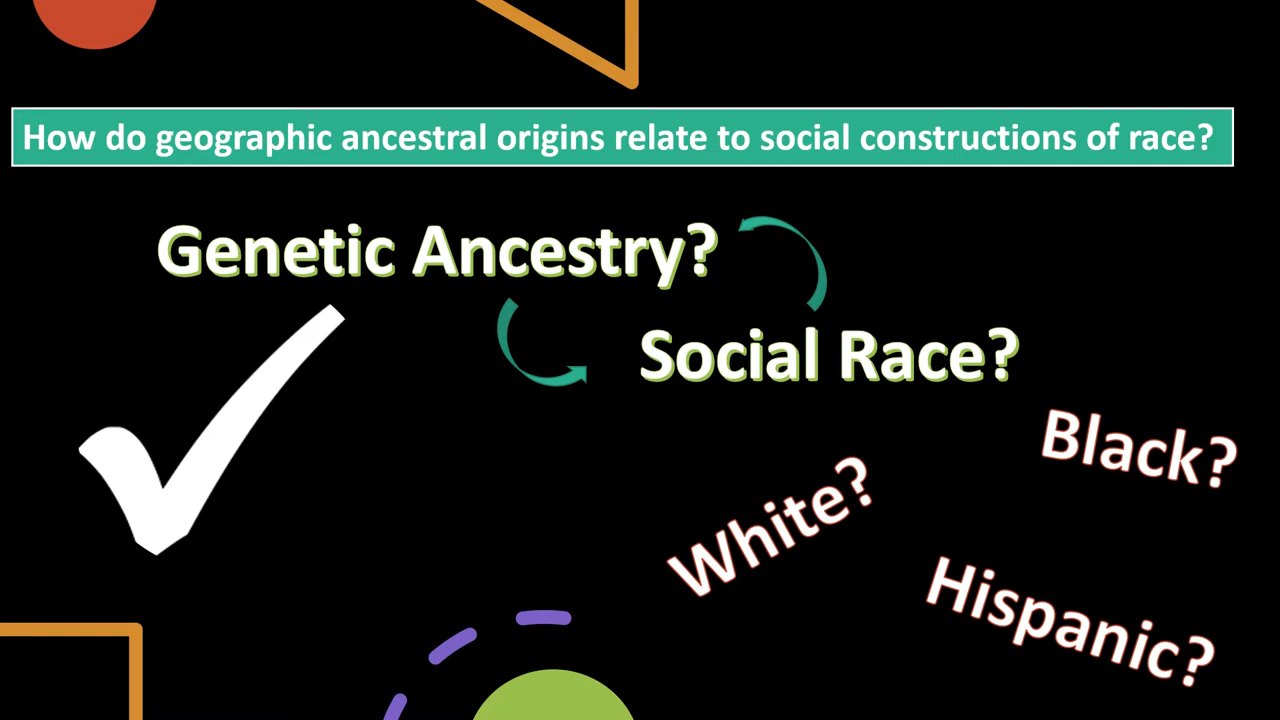 How do geographic ancestral origins relate to social constructions of race?
Genetic Ancestry?
Social Race?
Black?
White?
Hispanic?